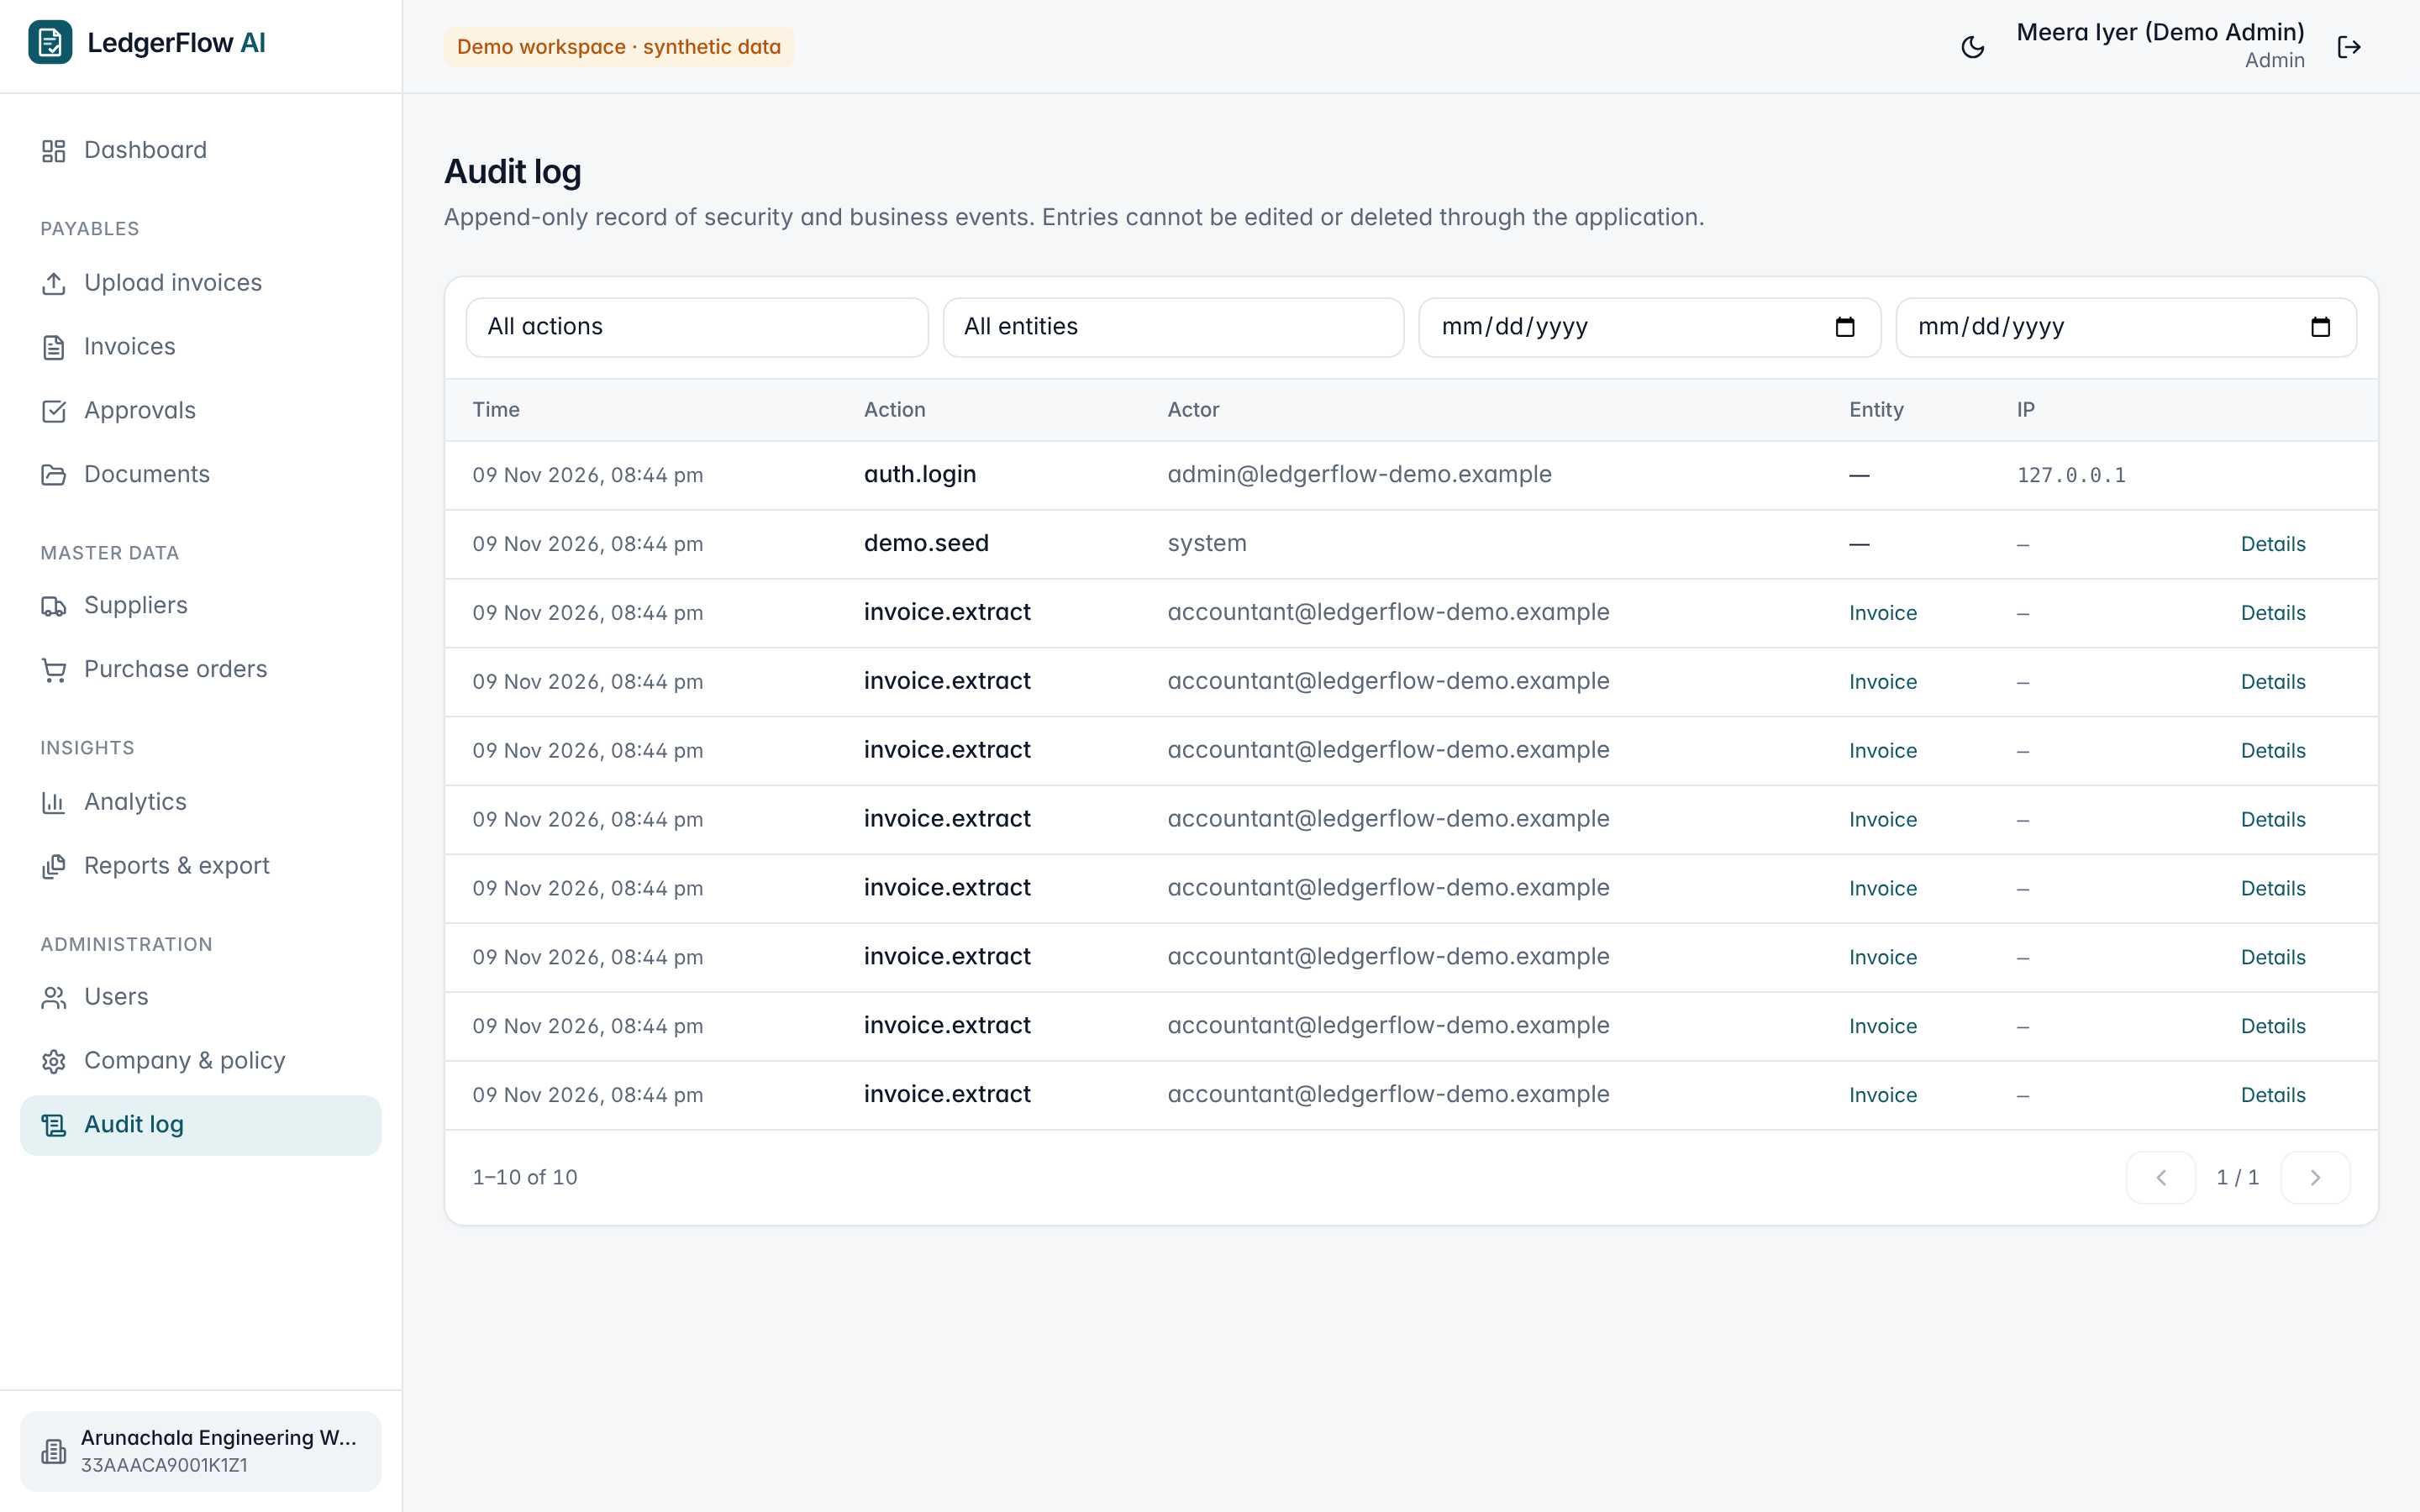 LedgerFlow AI
Demo workspace · synthetic data
Meera Iyer (Demo Admin)
Admin
Dashboard
PAYABLES
Upload invoices
Invoices
Approvals
Documents
MASTER DATA
Suppliers
Purchase orders
INSIGHTS
Analytics
Reports & export
ADMINISTRATION
Users
Company & policy
Audit log
Arunachala Engineering W...
33AAACA9001K1Z1
Audit log
Append-only record of security and business events. Entries cannot be edited or deleted through the application.
All actions All entities mm/dd/yyyy mm/dd/yyyy
Time Action Actor Entity IP
09 Nov 2026, 08:44 pm auth.login admin@ledgerflow-demo.example — 127.0.0.1
09 Nov 2026, 08:44 pm demo.seed system — – Details
09 Nov 2026, 08:44 pm invoice.extract accountant@ledgerflow-demo.example Invoice – Details
09 Nov 2026, 08:44 pm invoice.extract accountant@ledgerflow-demo.example Invoice – Details
09 Nov 2026, 08:44 pm invoice.extract accountant@ledgerflow-demo.example Invoice – Details
09 Nov 2026, 08:44 pm invoice.extract accountant@ledgerflow-demo.example Invoice – Details
09 Nov 2026, 08:44 pm invoice.extract accountant@ledgerflow-demo.example Invoice – Details
09 Nov 2026, 08:44 pm invoice.extract accountant@ledgerflow-demo.example Invoice – Details
09 Nov 2026, 08:44 pm invoice.extract accountant@ledgerflow-demo.example Invoice – Details
09 Nov 2026, 08:44 pm invoice.extract accountant@ledgerflow-demo.example Invoice – Details
1–10 of 10
1 / 1